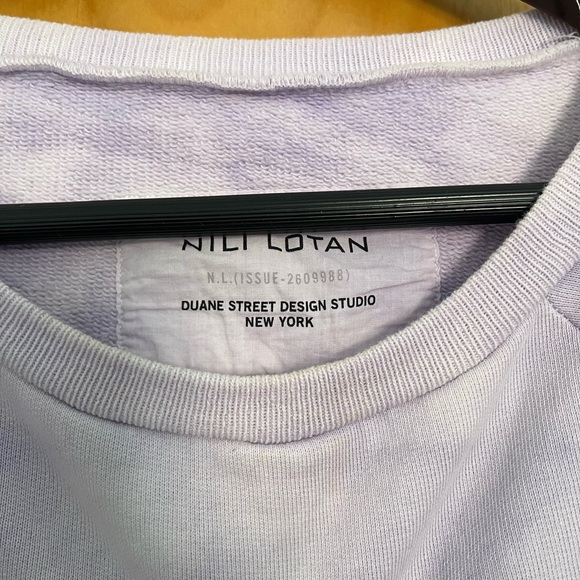 NILI LOTAN
N.L.(ISSUE-2609988)
DUANE STREET DESIGN STUDIO
NEW YORK